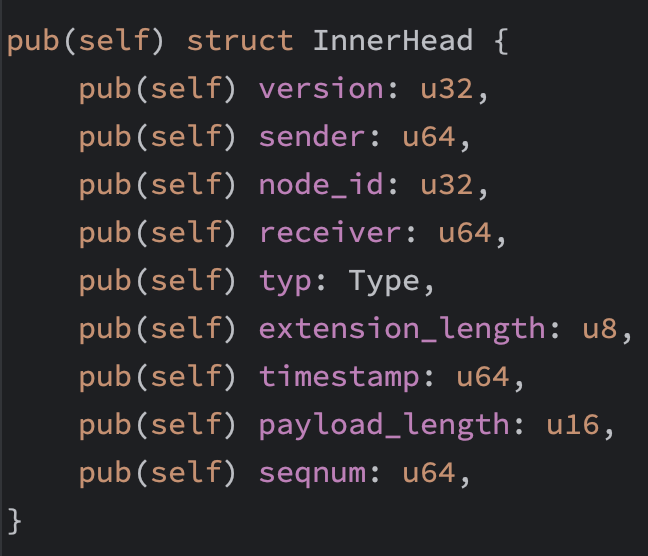 pub(self) struct InnerHead {
    pub(self) version: u32,
    pub(self) sender: u64,
    pub(self) node_id: u32,
    pub(self) receiver: u64,
    pub(self) typ: Type,
    pub(self) extension_length: u8,
    pub(self) timestamp: u64,
    pub(self) payload_length: u16,
    pub(self) seqnum: u64,
}